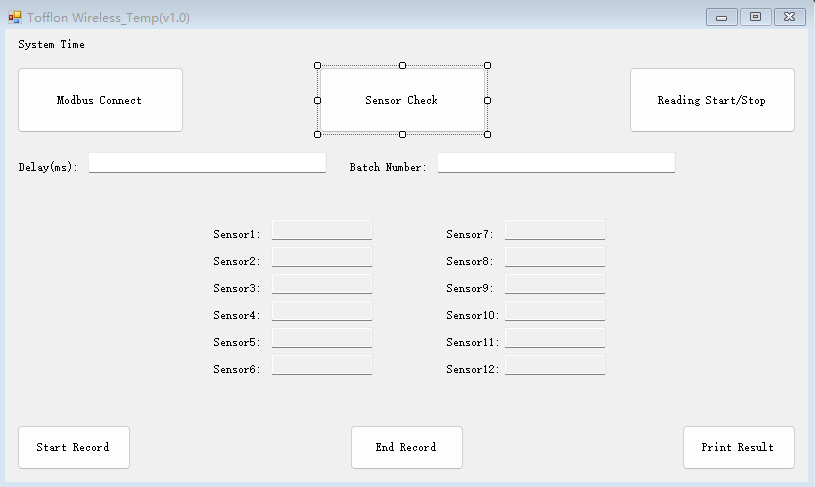 Tofflon Wireless_Temp(v1.0)
System Time
Modbus Connect Sensor Check Reading Start/Stop
Delay(ms): Batch Number:
Sensor1: Sensor7:
Sensor2: Sensor8:
Sensor3: Sensor9:
Sensor4: Sensor10:
Sensor5: Sensor11:
Sensor6: Sensor12:
Start Record End Record Print Result